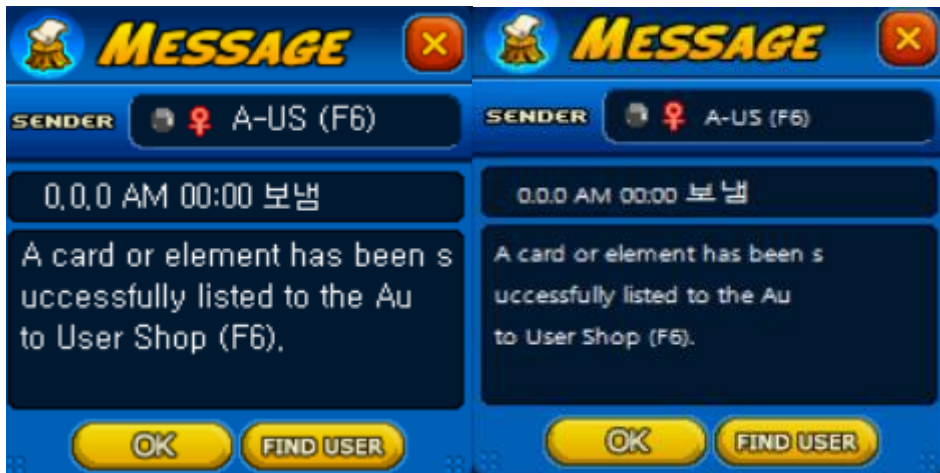 MESSAGE
SENDER A-US (F6)
0,0,0 AM 00:00 보냄
A card or element has been s
uccessfully listed to the Au
to User Shop (F6),
OK FIND USER
MESSAGE
SENDER A-US (F6)
0.0.0 AM 00:00 보냄
A card or element has been s
uccessfully listed to the Au
to User Shop (F6).
OK FIND USER